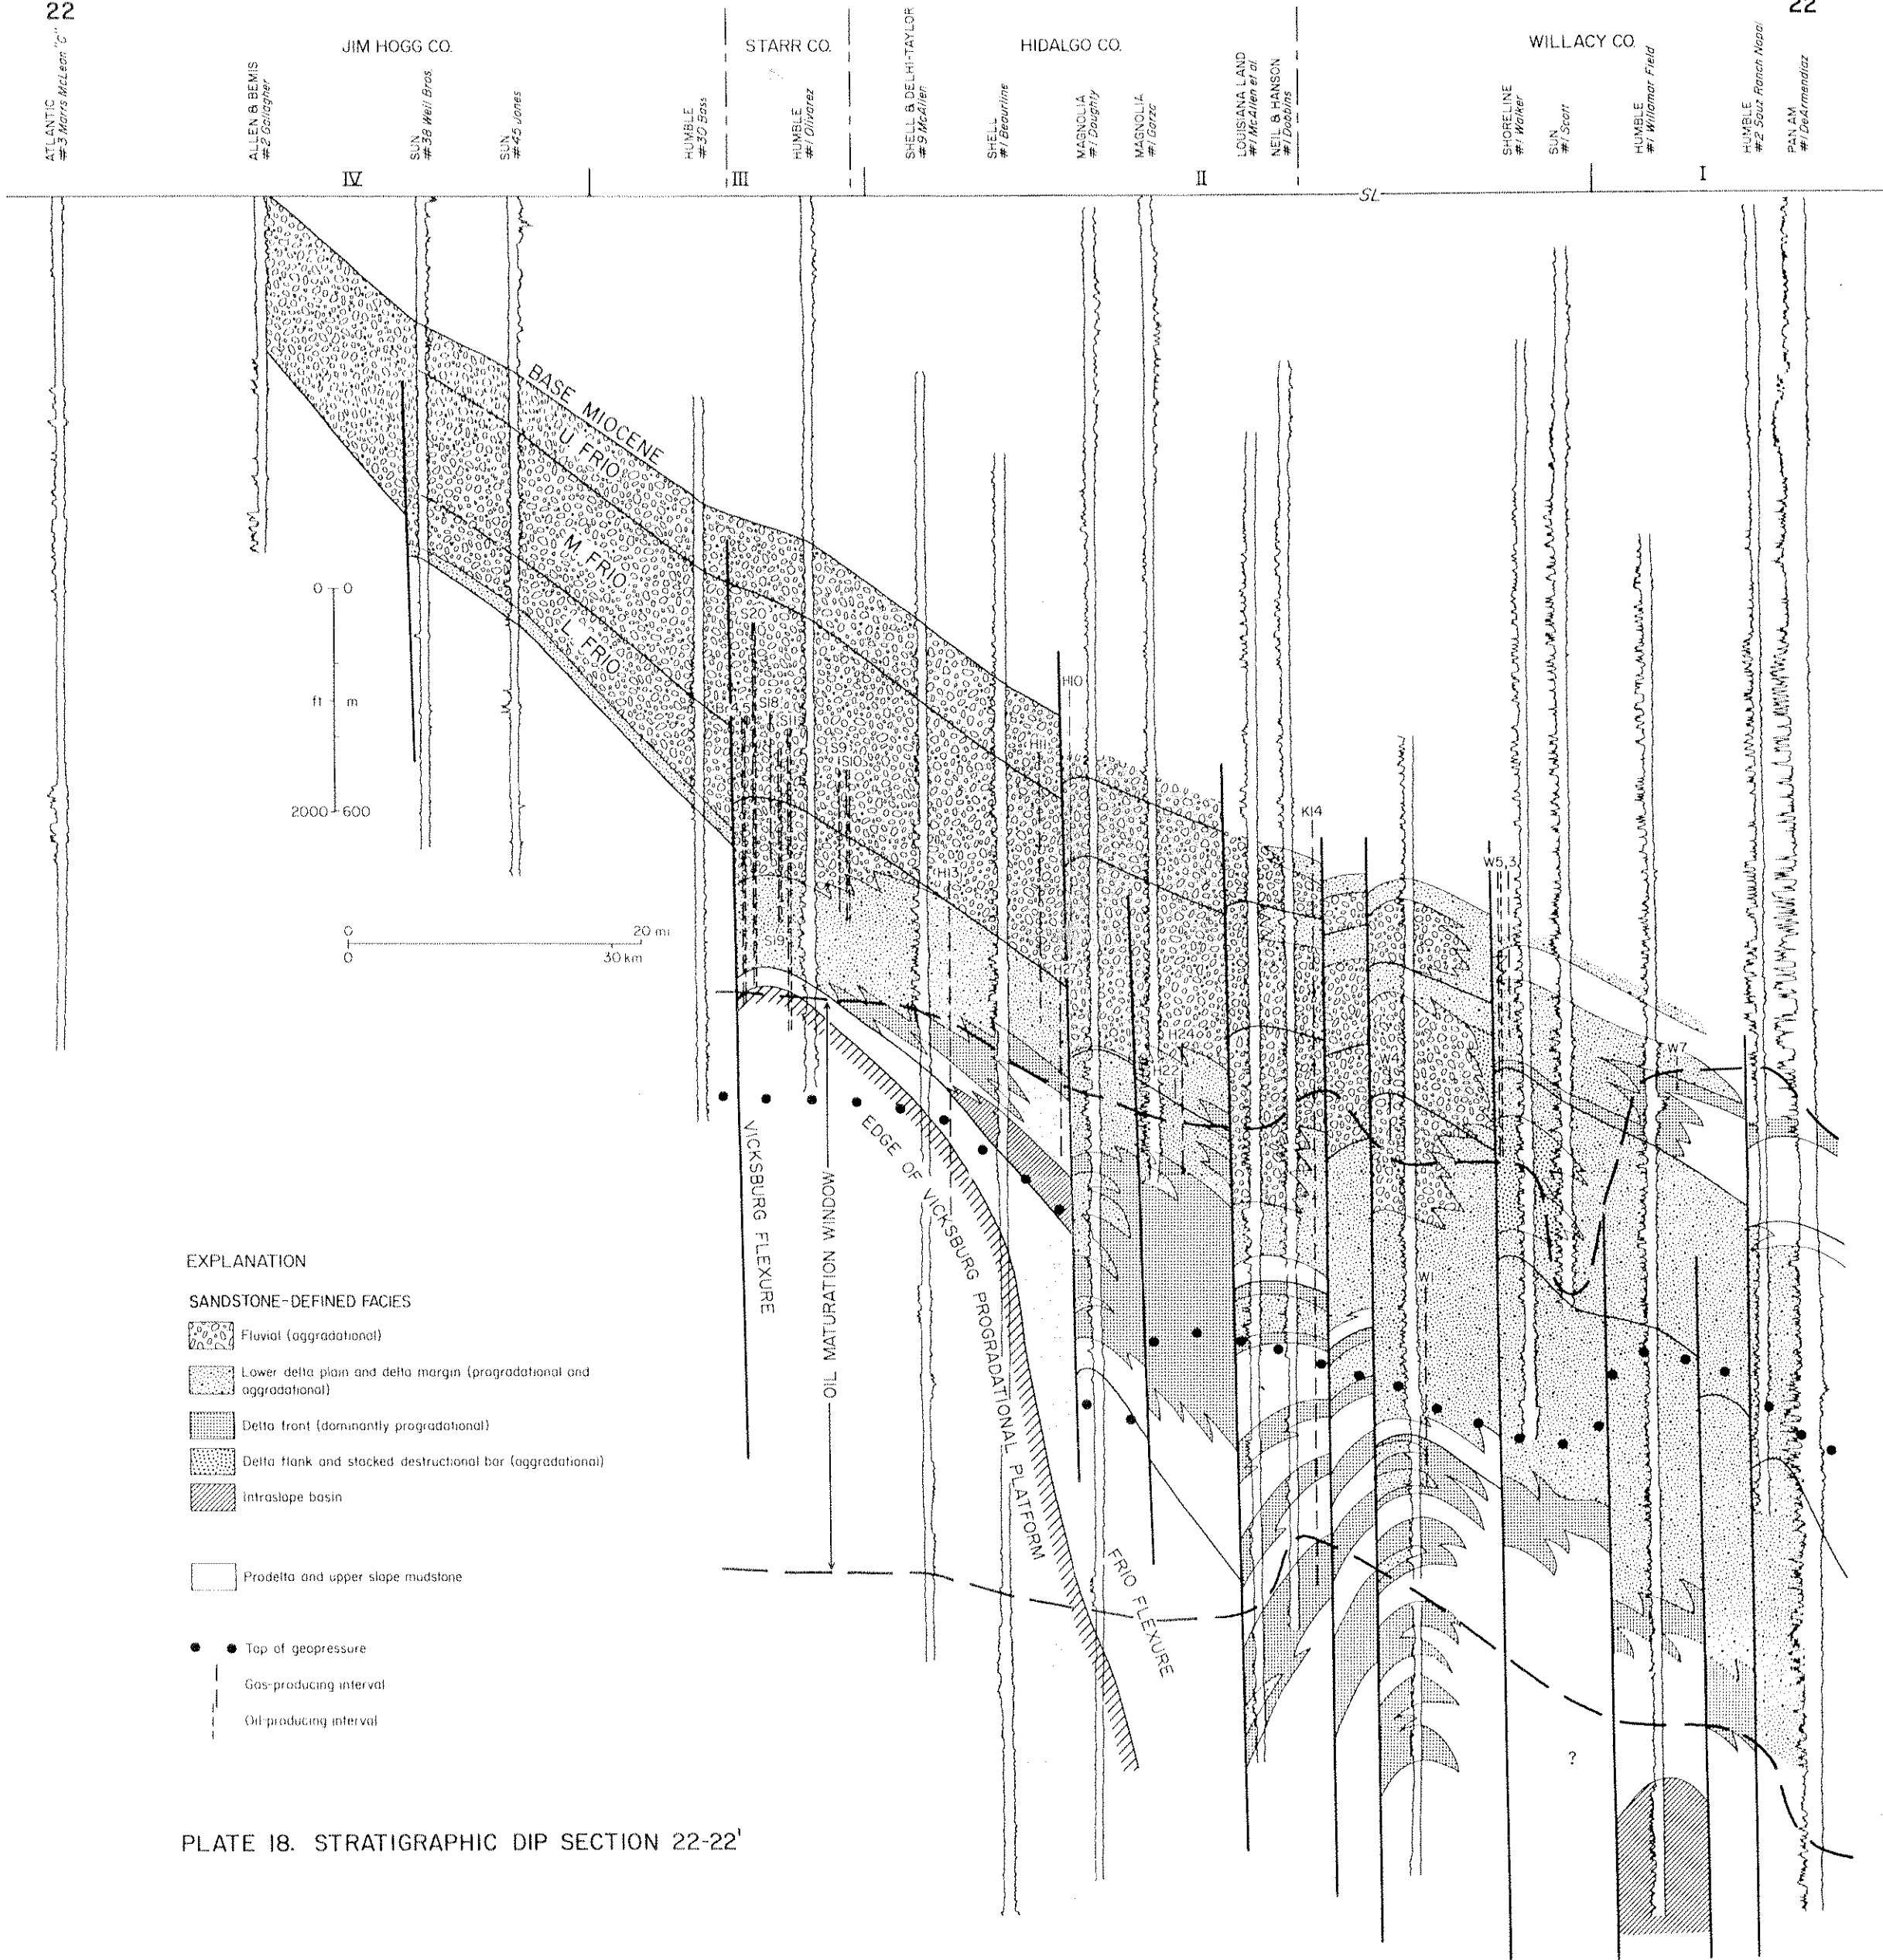 22
22
JIM HOGG CO.
STARR CO.
HIDALGO CO.
WILLACY CO.
ATLANTIC
#3 Marrs McLean "C"
ALLEN & BEMIS
#2 Gallagher
SUN
#38 Weil Bros.
SUN
#45 Jones
HUMBLE
#30 Bass
HUMBLE
#1 Olivarez
SHELL & DELHI-TAYLOR
#9 McAllen
SHELL
#1 Beaurline
MAGNOLIA
#1 Doughty
MAGNOLIA
#1 Garza
LOUISIANA LAND
#1 McAllen et al.
NEIL & HANSON
#1 Dobbins
SHORELINE
#1 Walker
SUN
#1 Scott
HUMBLE
#1 Willamar Field
HUMBLE
#2 Sauz Ranch Nopal
PAN AM
#1 DeArmendiaz
IV
III
II
I
SL
BASE MIOCENE
U. FRIO
M. FRIO
L. FRIO
0 0
ft m
2000 600
0 20 mi
0 30 km
S20
Br4,5
S18
S11
S9
S10
S19
H13
H11
H10
H27
H24
H22
K14
W5,3
W4
W7
W1
VICKSBURG FLEXURE
OIL MATURATION WINDOW
EDGE OF VICKSBURG PROGRADATIONAL PLATFORM
FRIO FLEXURE
?
EXPLANATION
SANDSTONE-DEFINED FACIES
Fluvial (aggradational)
Lower delta plain and delta margin (progradational and
aggradational)
Delta front (dominantly progradational)
Delta flank and stacked destructional bar (aggradational)
Intraslope basin
Prodelta and upper slope mudstone
Top of geopressure
Gas-producing interval
Oil-producing interval
PLATE 18. STRATIGRAPHIC DIP SECTION 22-22'